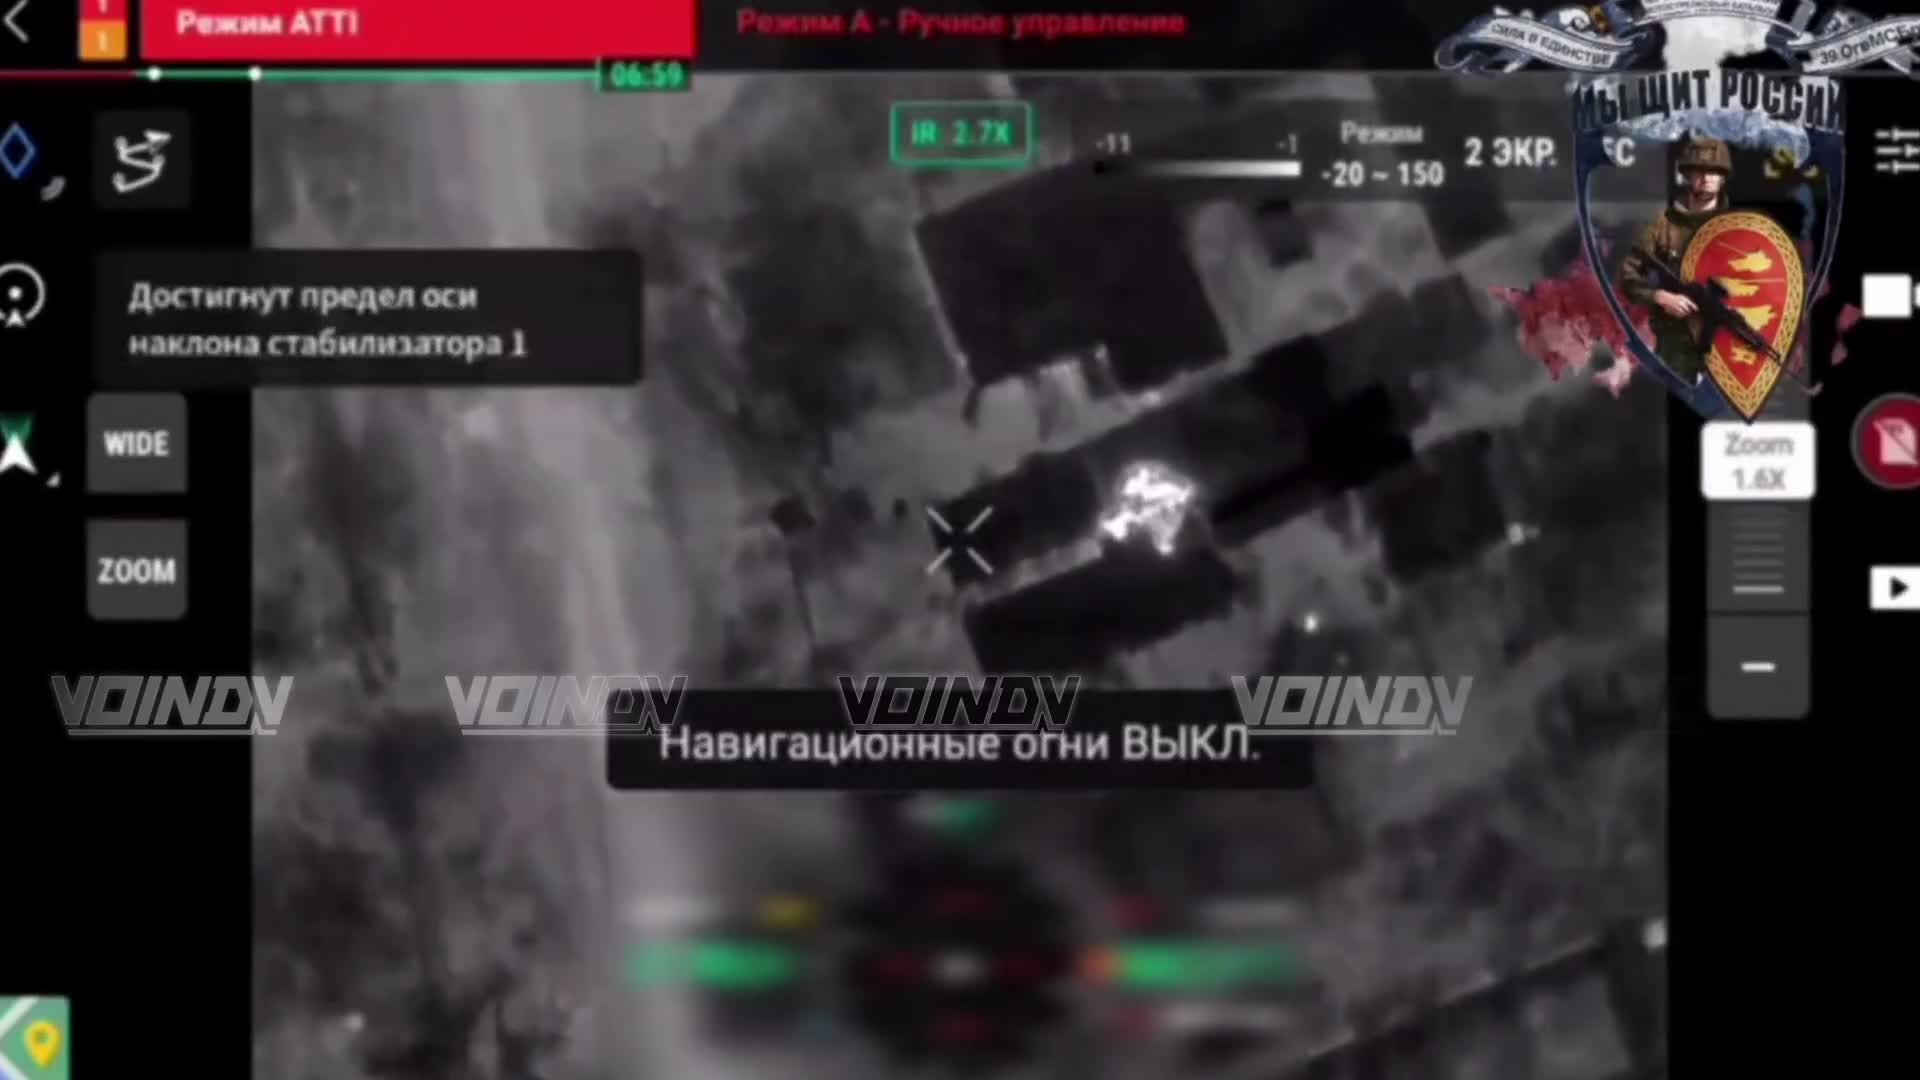 1
1
Режим ATTI
Режим A - Ручное управление
СИЛА В ЕДИНСТВЕ
06:59
МЫ ЩИТ РОССИИ
IR 2.7X
-11
-1
Режим
-20 ~ 150
2 ЭКР.
Достигнут предел оси
наклона стабилизатора 1
WIDE
Zoom
1.6X
ZOOM
VOINDV VOINDV VOINDV VOINDV
Навигационные огни ВЫКЛ.